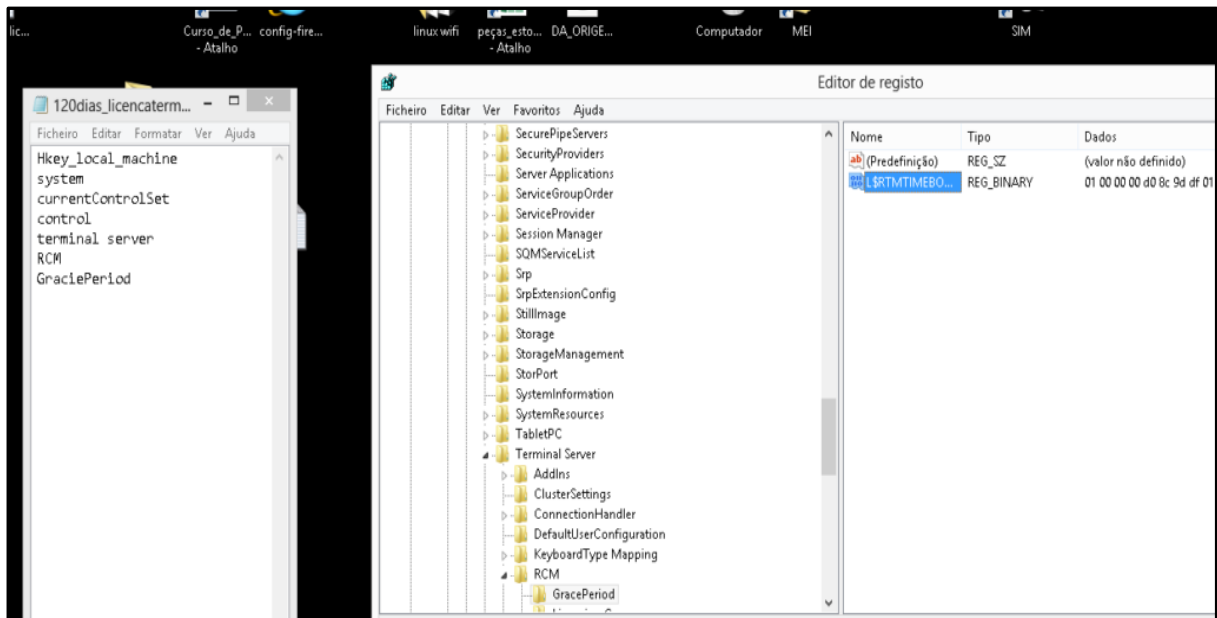 lic...
Curso_de_P...
- Atalho
config-fire...
linux wifi
peças_esto...
- Atalho
DA_ORIGE...
Computador
MEI
SIM
120dias_licencaterm...
Ficheiro Editar Formatar Ver Ajuda
Hkey_local_machine
system
currentControlSet
control
terminal server
RCM
GraciePeriod
Editor de registo
Ficheiro Editar Ver Favoritos Ajuda
SecurePipeServers
SecurityProviders
Server Applications
ServiceGroupOrder
ServiceProvider
Session Manager
SQMServiceList
Srp
SrpExtensionConfig
StillImage
Storage
StorageManagement
StorPort
SystemInformation
SystemResources
TabletPC
Terminal Server
AddIns
ClusterSettings
ConnectionHandler
DefaultUserConfiguration
KeyboardType Mapping
RCM
GracePeriod
Nome Tipo Dados
(Predefinição) REG_SZ (valor não definido)
L$RTMTIMEBO... REG_BINARY 01 00 00 00 d0 8c 9d df 01